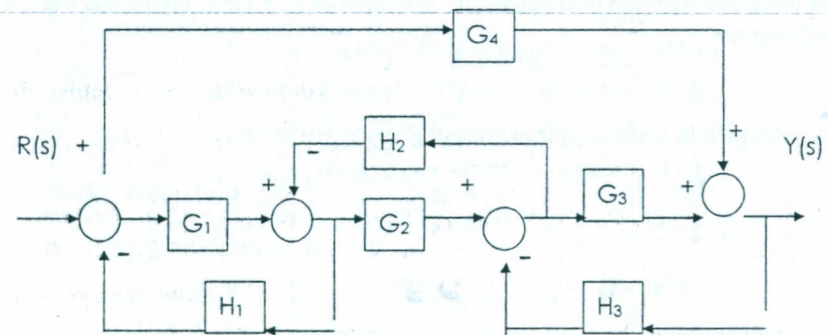 G4
R(s) + - H2 + Y(s)
+ + +
G1 G2 G3
- -
H1 H3